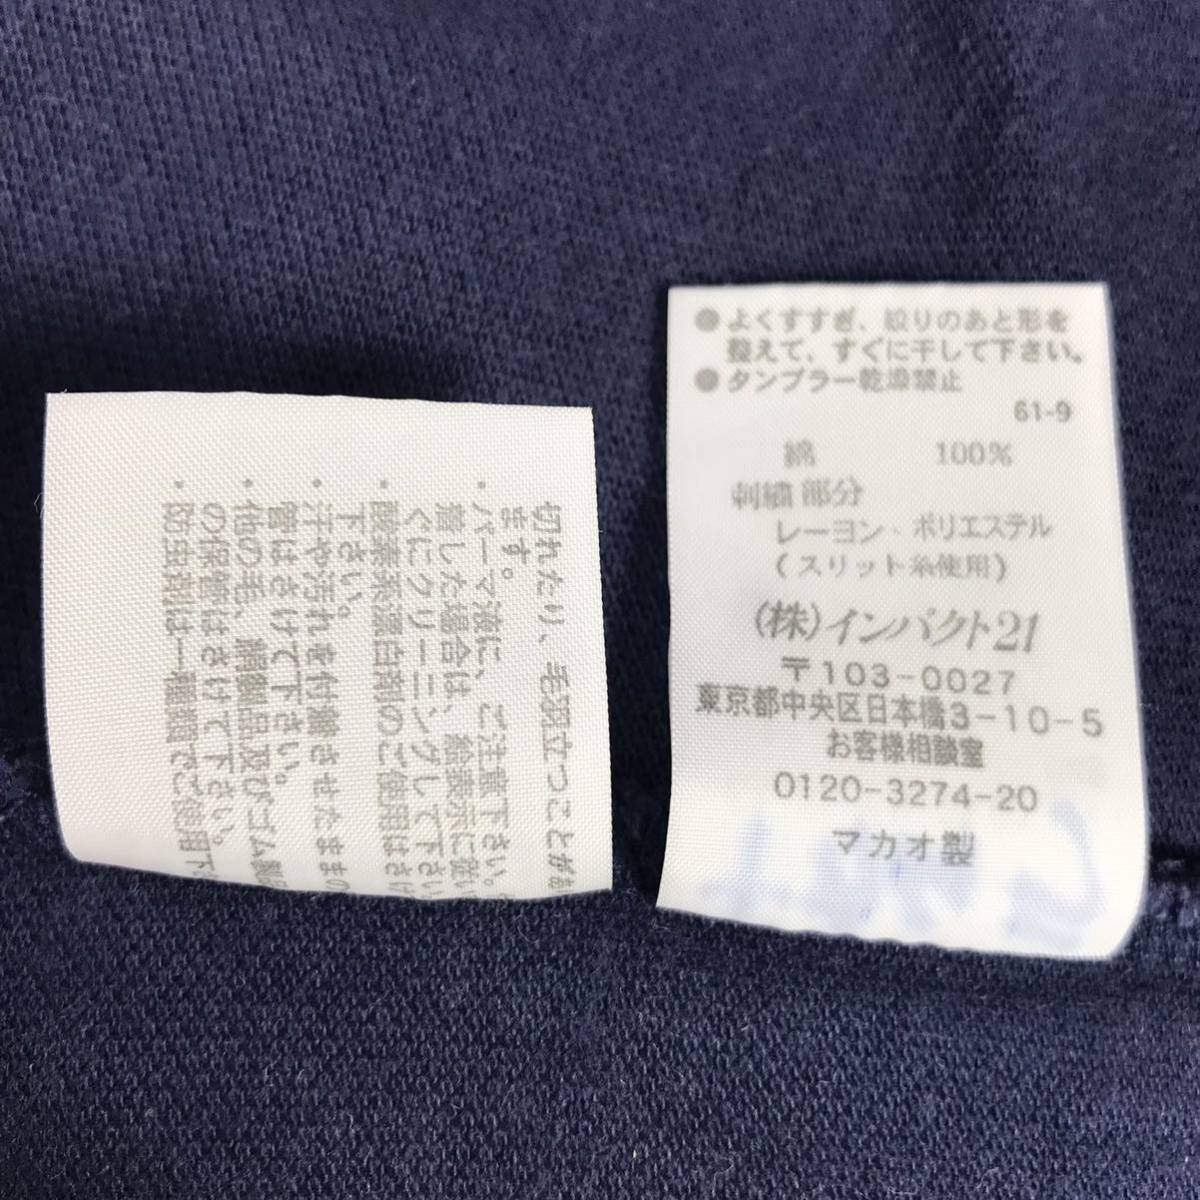 ●よくすすぎ、絞りのあと形を
整えて、すぐに干して下さい。
●タンブラー乾燥禁止
61-9
綿 100%
刺繍部分
レーヨン・ポリエステル
(スリット糸使用)
(株)インパクト21
〒103-0027
東京都中央区日本橋3-10-5
お客様相談室
0120-3274-20
マカオ製
切れたり、毛羽立つことがあ
ます。
・パーマ液に、ご注意下さい。
着した場合は、絵表示に従い
ぐにクリーニングして下さい
・酸素系漂白剤のご使用はさけ
下さい。
・汗や汚れを付着させたままの
管はさけて下さい。
・他の毛、絹製品及びゴム製
の保管はさけて下さい。
・防虫剤は一種類でご使用下